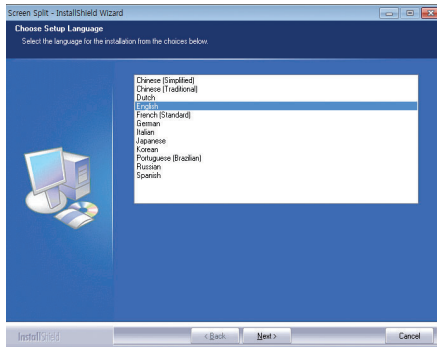 Screen Split - InstallShield Wizard
Choose Setup Language
Select the language for the installation from the choices below.
Chinese (Simplified)
Chinese (Traditional)
Dutch
English
French (Standard)
German
Italian
Japanese
Korean
Portuguese (Brazilian)
Russian
Spanish
InstallShield
< Back
Next >
Cancel